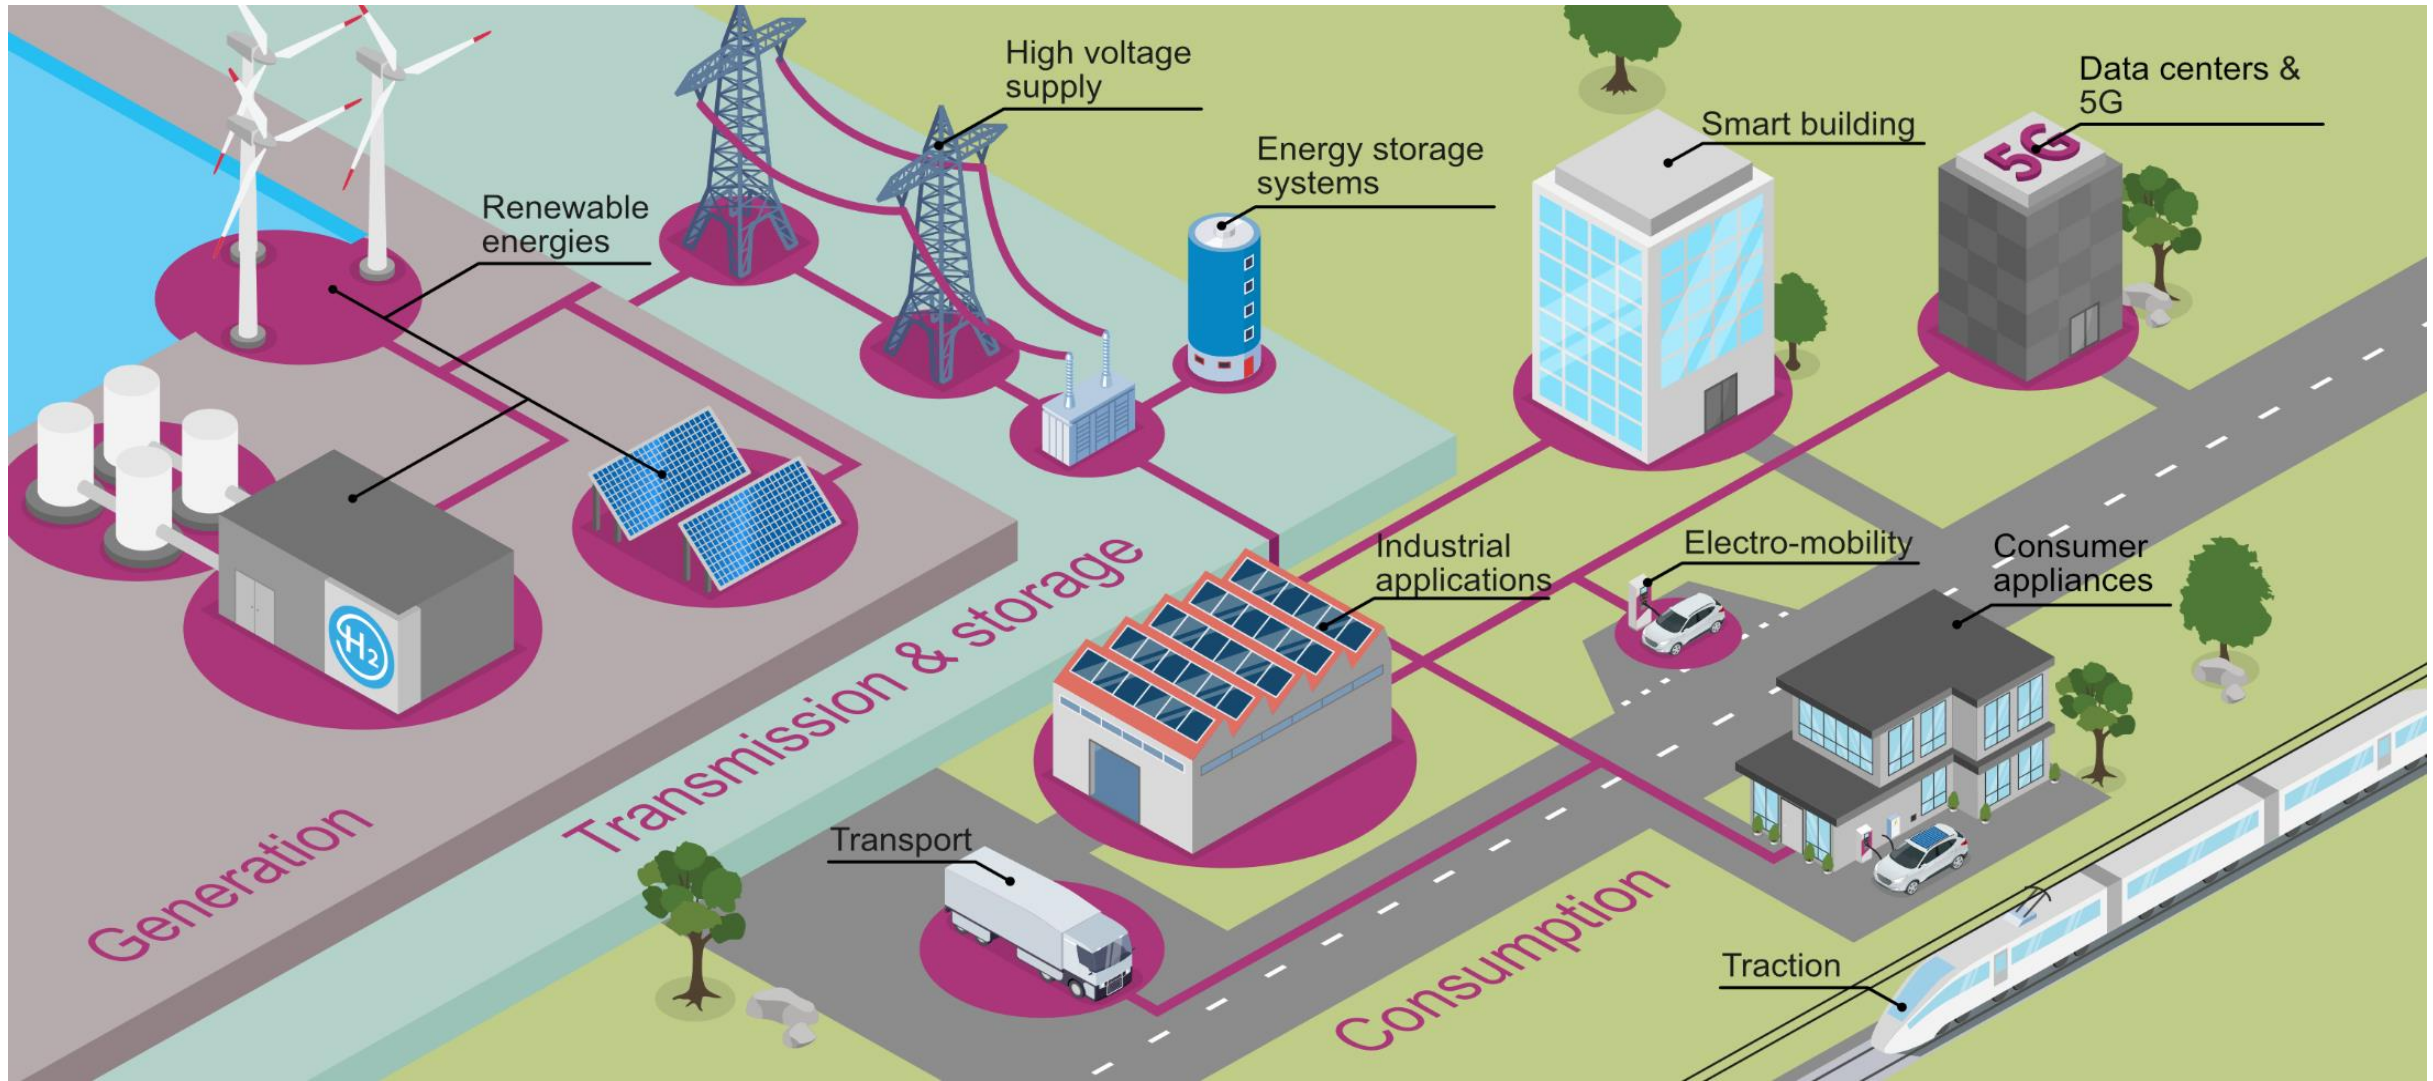 High voltage
supply
Data centers &
5G
5G
Smart building
Energy storage
systems
Renewable
energies
Industrial
applications
Electro-mobility
Consumer
appliances
H2
Transmission & storage
Generation
Transport
Consumption
Traction